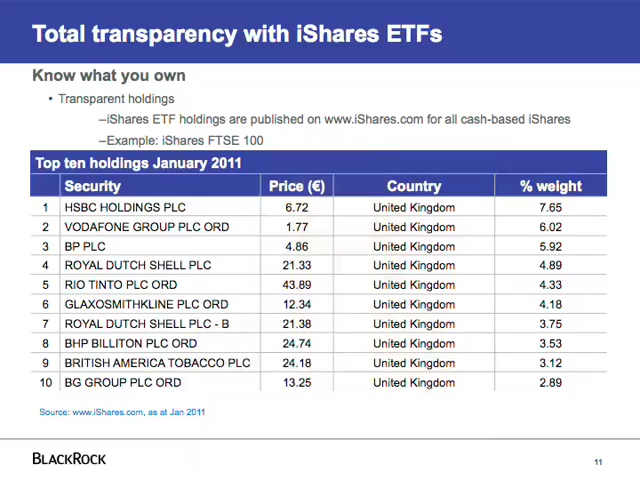 Total transparency with iShares ETFs
Know what you own
• Transparent holdings
–iShares ETF holdings are published on www.iShares.com for all cash-based iShares
–Example: iShares FTSE 100
Top ten holdings January 2011
Security Price (€) Country % weight
1 HSBC HOLDINGS PLC 6.72 United Kingdom 7.65
2 VODAFONE GROUP PLC ORD 1.77 United Kingdom 6.02
3 BP PLC 4.86 United Kingdom 5.92
4 ROYAL DUTCH SHELL PLC 21.33 United Kingdom 4.89
5 RIO TINTO PLC ORD 43.89 United Kingdom 4.33
6 GLAXOSMITHKLINE PLC ORD 12.34 United Kingdom 4.18
7 ROYAL DUTCH SHELL PLC - B 21.38 United Kingdom 3.75
8 BHP BILLITON PLC ORD 24.74 United Kingdom 3.53
9 BRITISH AMERICA TOBACCO PLC 24.18 United Kingdom 3.12
10 BG GROUP PLC ORD 13.25 United Kingdom 2.89
Source: www.iShares.com, as at Jan 2011
BLACKROCK
11